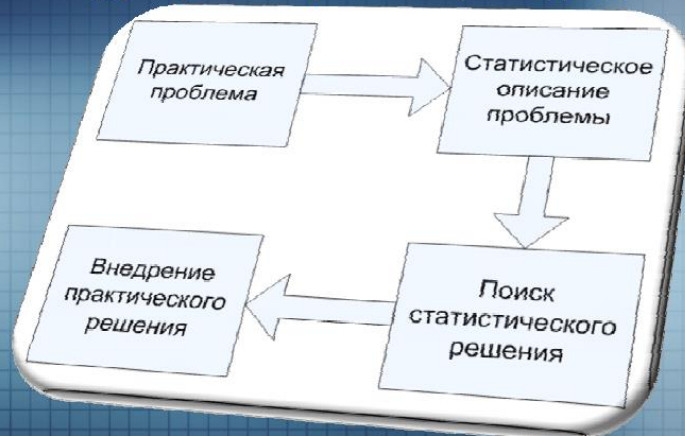 Практическая
проблема
Статистическое
описание
проблемы
Поиск
статистического
решения
Внедрение
практического
решения